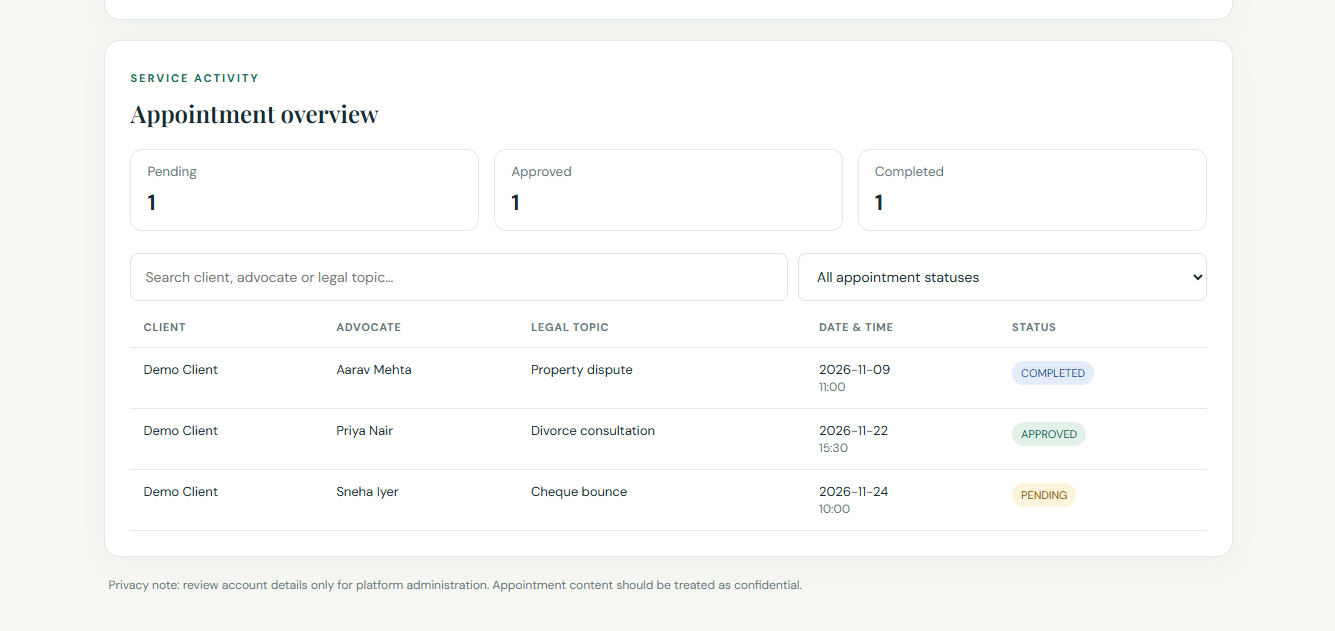 SERVICE ACTIVITY
Appointment overview
Pending
1
Approved
1
Completed
1
Search client, advocate or legal topic...
All appointment statuses
CLIENT ADVOCATE LEGAL TOPIC DATE & TIME STATUS
Demo Client Aarav Mehta Property dispute 2026-11-09 COMPLETED
11:00
Demo Client Priya Nair Divorce consultation 2026-11-22 APPROVED
15:30
Demo Client Sneha Iyer Cheque bounce 2026-11-24 PENDING
10:00
Privacy note: review account details only for platform administration. Appointment content should be treated as confidential.